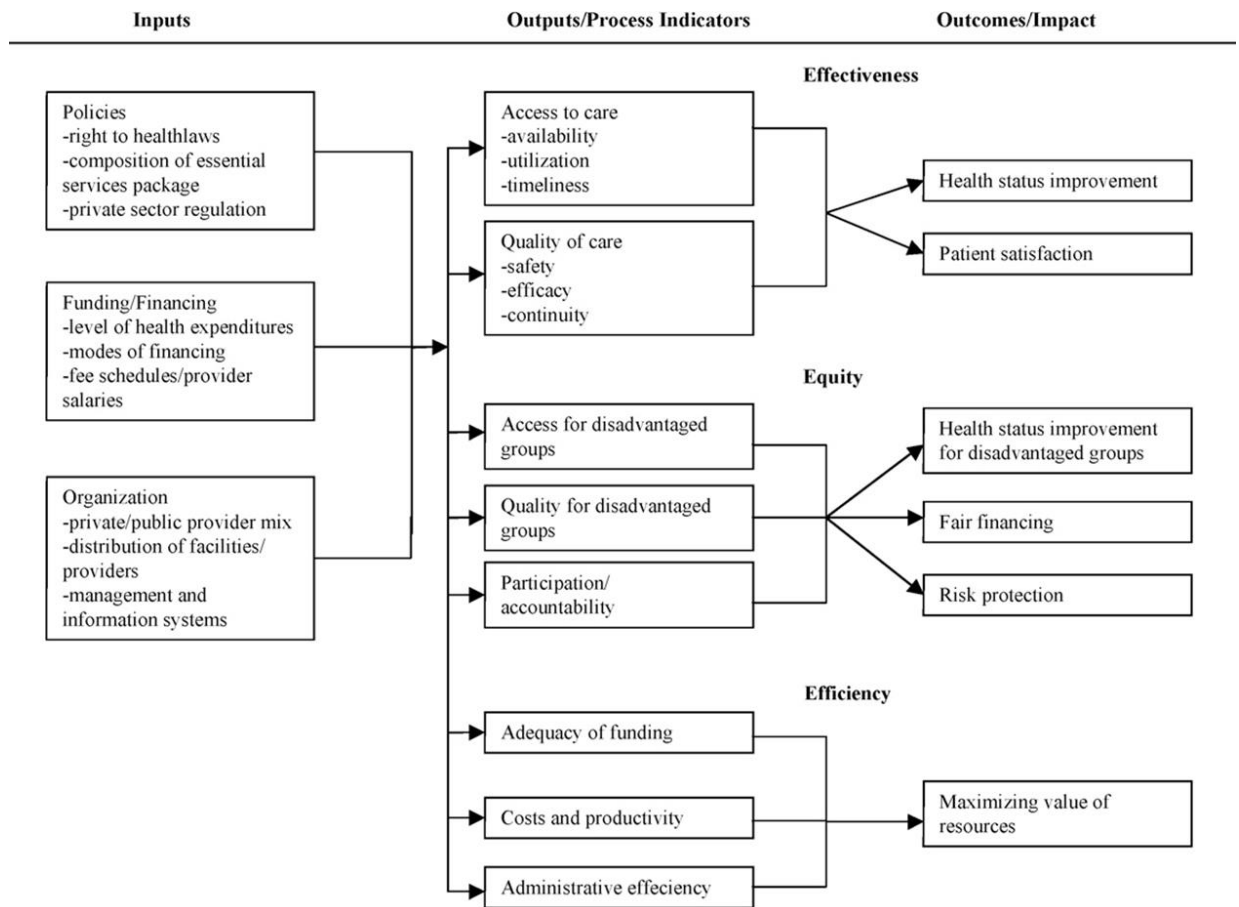 Inputs
Outputs/Process Indicators
Outcomes/Impact
Policies
-right to healthlaws
-composition of essential
services package
-private sector regulation
Funding/Financing
-level of health expenditures
-modes of financing
-fee schedules/provider
salaries
Organization
-private/public provider mix
-distribution of facilities/
providers
-management and
information systems
Effectiveness
Access to care
-availability
-utilization
-timeliness
Quality of care
-safety
-efficacy
-continuity
Health status improvement
Patient satisfaction
Equity
Access for disadvantaged
groups
Quality for disadvantaged
groups
Participation/
accountability
Health status improvement
for disadvantaged groups
Fair financing
Risk protection
Efficiency
Adequacy of funding
Costs and productivity
Administrative effeciency
Maximizing value of
resources